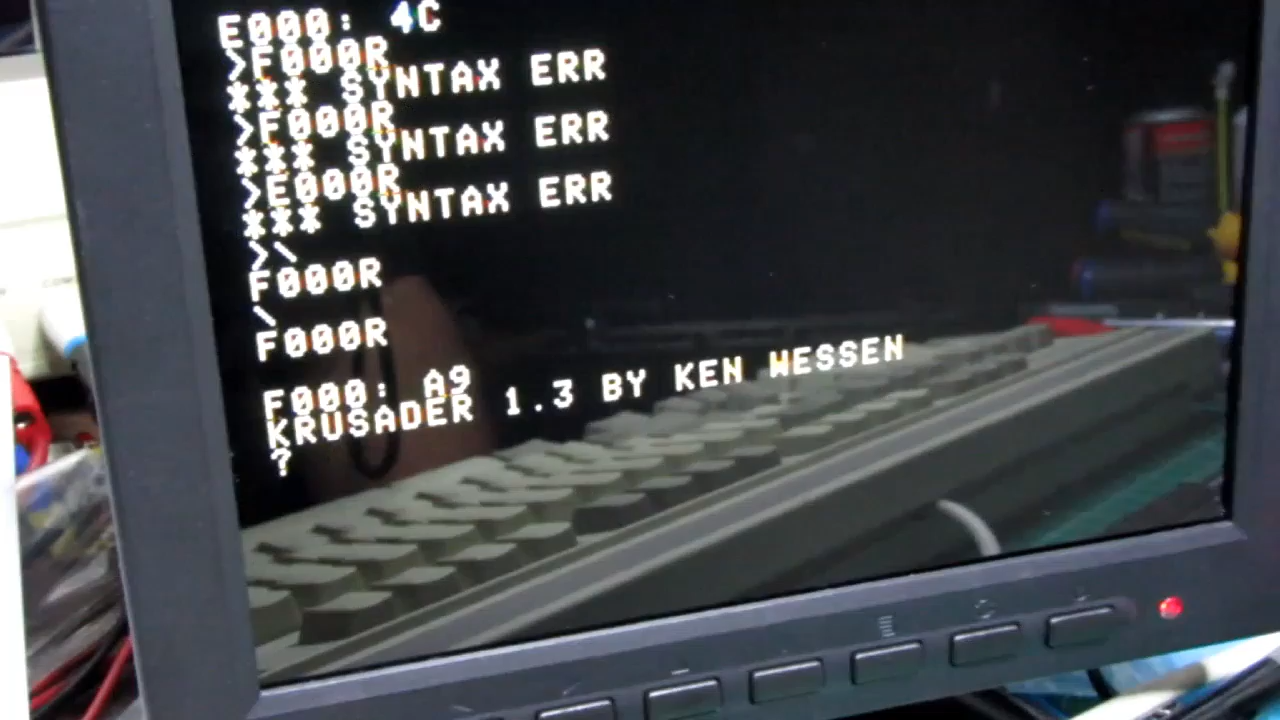 E000: 4C
>F000R
*** SYNTAX ERR
>F000R
*** SYNTAX ERR
>E000R
*** SYNTAX ERR
>\
F000R
\
F000R
F000: A9
KRUSADER 1.3 BY KEN WESSEN
?